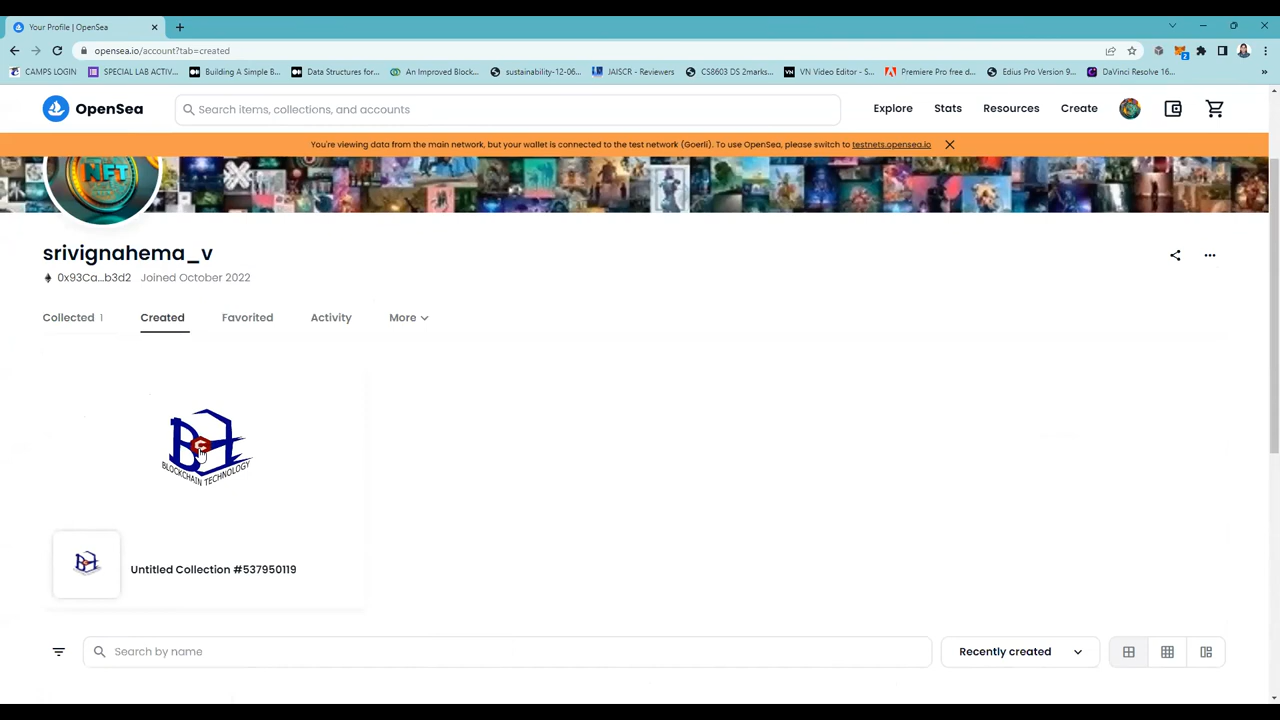 Your Profile | OpenSea
opensea.io/account?tab=created
CAMPS LOGIN
SPECIAL LAB ACTIV...
Building A Simple B...
Data Structures for...
An Improved Block...
sustainability-12-06...
JAISCR - Reviewers
CS8603 DS 2marks...
VN Video Editor - S...
Premiere Pro free d...
Edius Pro Version 9...
DaVinci Resolve 16...
OpenSea
Search items, collections, and accounts
Explore
Stats
Resources
Create
You're viewing data from the main network, but your wallet is connected to the test network (Goerli). To use OpenSea, please switch to testnets.opensea.io
NFT
srivignahema_v
0x93Ca...b3d2 Joined October 2022
Collected 1
Created
Favorited
Activity
More
BLOCKCHAIN TECHNOLOGY
Untitled Collection #537950119
Search by name
Recently created